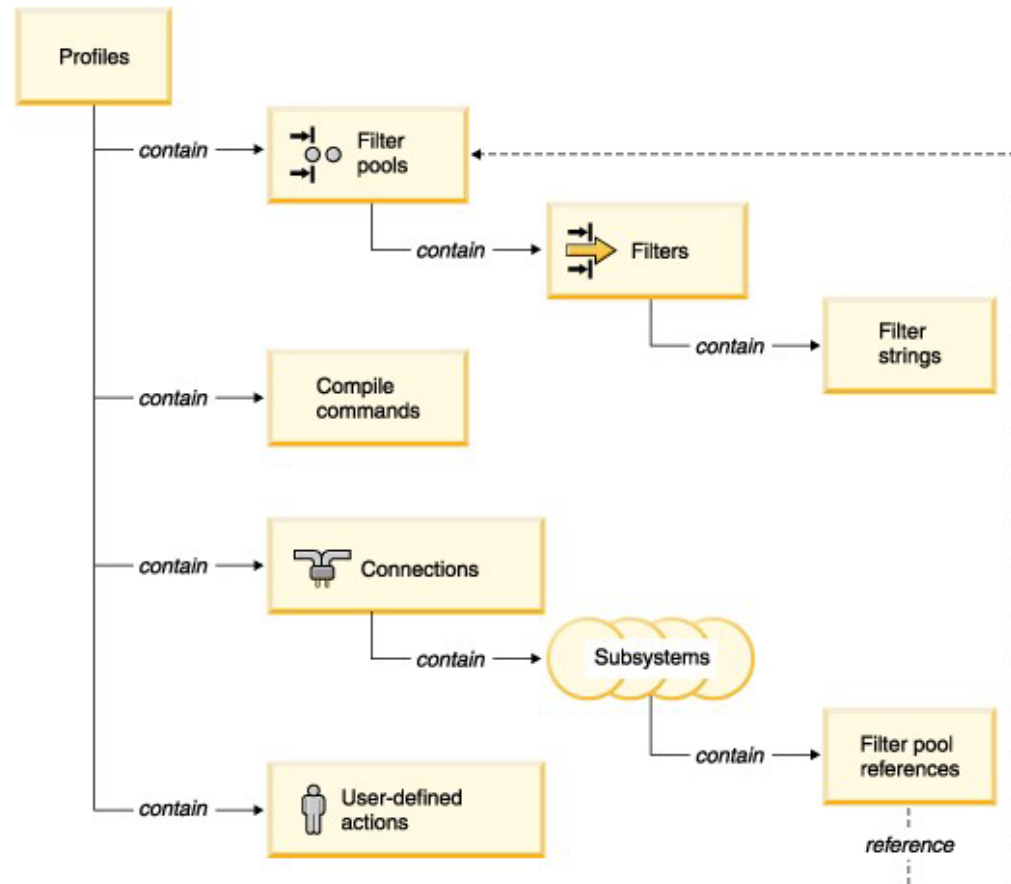 Profiles
contain
Filter
pools
contain
Filters
contain
Filter
strings
contain
Compile
commands
contain
Connections
contain
Subsystems
contain
Filter pool
references
contain
User-defined
actions
reference